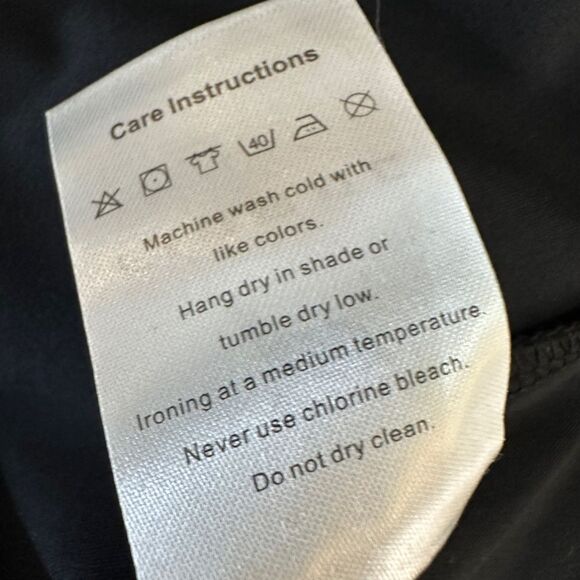 Care Instructions
40
Machine wash cold with
like colors.
Hang dry in shade or
tumble dry low.
Ironing at a medium temperature.
Never use chlorine bleach.
Do not dry clean.